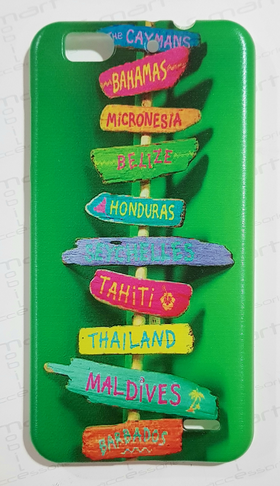 THE CAYMANS
BAHAMAS
MICRONESIA
BELIZE
HONDURAS
SEYCHELLES
TAHITI
THAILAND
MALDIVES
BARBADOS